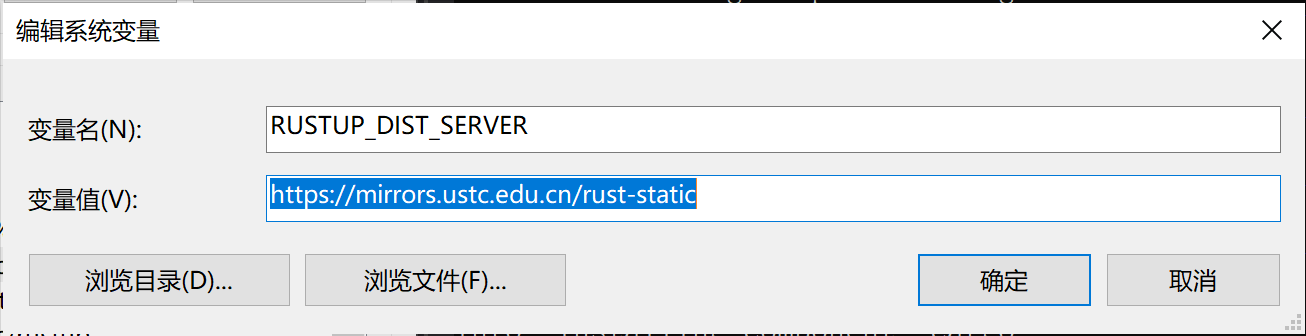 编辑系统变量
变量名(N):
RUSTUP_DIST_SERVER
变量值(V):
https://mirrors.ustc.edu.cn/rust-static
浏览目录(D)...
浏览文件(F)...
确定
取消